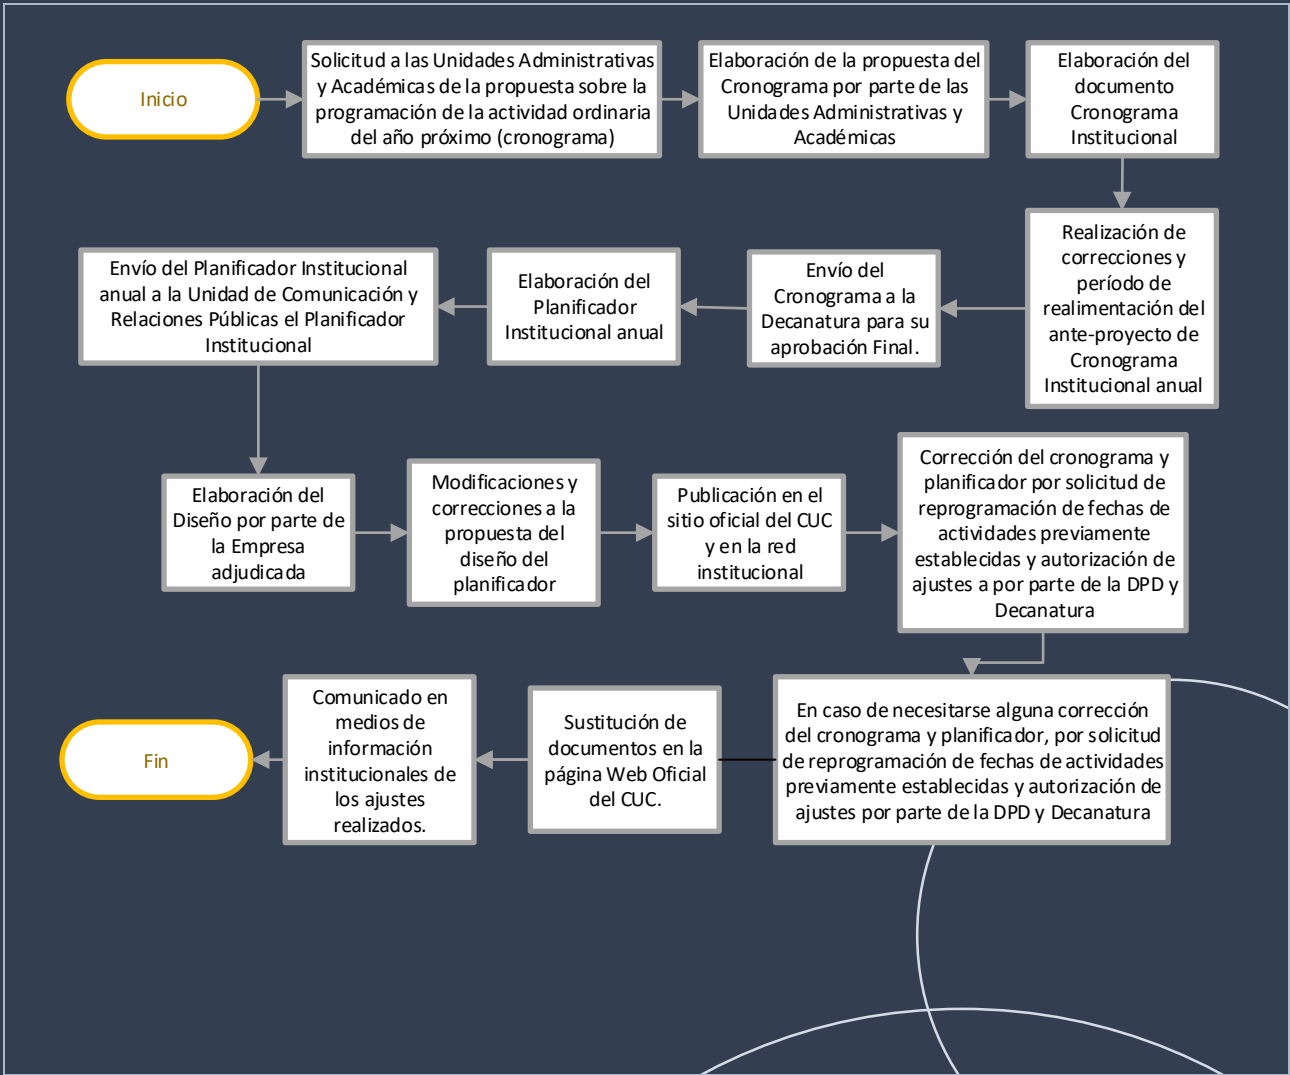 Inicio
Solicitud a las Unidades Administrativas
y Académicas de la propuesta sobre la
programación de la actividad ordinaria
del año próximo (cronograma)
Elaboración de la propuesta del
Cronograma por parte de las
Unidades Administrativas y
Académicas
Elaboración del
documento
Cronograma
Institucional
Realización de
correcciones y
período de
realimentación del
ante-proyecto de
Cronograma
Institucional anual
Envío del
Cronograma a la
Decanatura para su
aprobación Final.
Elaboración del
Planificador
Institucional anual
Envío del Planificador Institucional
anual a la Unidad de Comunicación y
Relaciones Públicas el Planificador
Institucional
Elaboración del
Diseño por parte de
la Empresa
adjudicada
Modificaciones y
correcciones a la
propuesta del
diseño del
planificador
Publicación en el
sitio oficial del CUC
y en la red
institucional
Corrección del cronograma y
planificador por solicitud de
reprogramación de fechas de
actividades previamente
establecidas y autorización de
ajustes a por parte de la DPD y
Decanatura
En caso de necesitarse alguna corrección
del cronograma y planificador, por solicitud
de reprogramación de fechas de actividades
previamente establecidas y autorización de
ajustes por parte de la DPD y Decanatura
Sustitución de
documentos en la
página Web Oficial
del CUC.
Comunicado en
medios de
información
institucionales de
los ajustes
realizados.
Fin